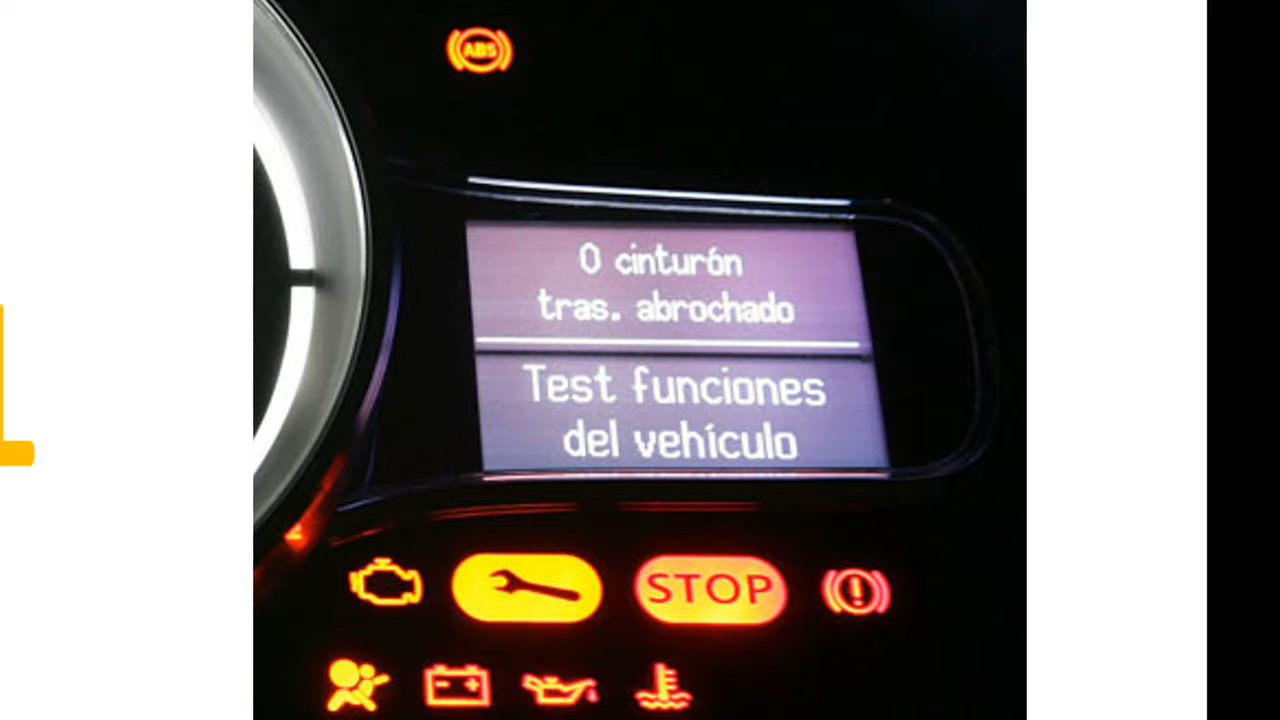 ABS
0 cinturón
tras. abrochado
Test funciones
del vehículo
STOP